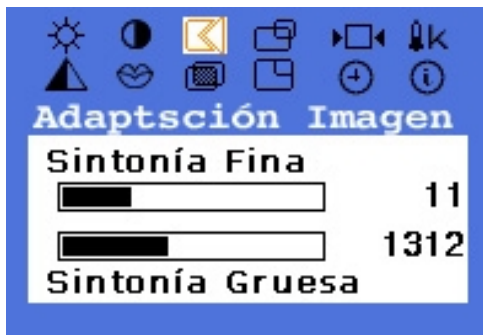 K
Adaptsción Imagen
Sintonía Fina
11
1312
Sintonía Gruesa